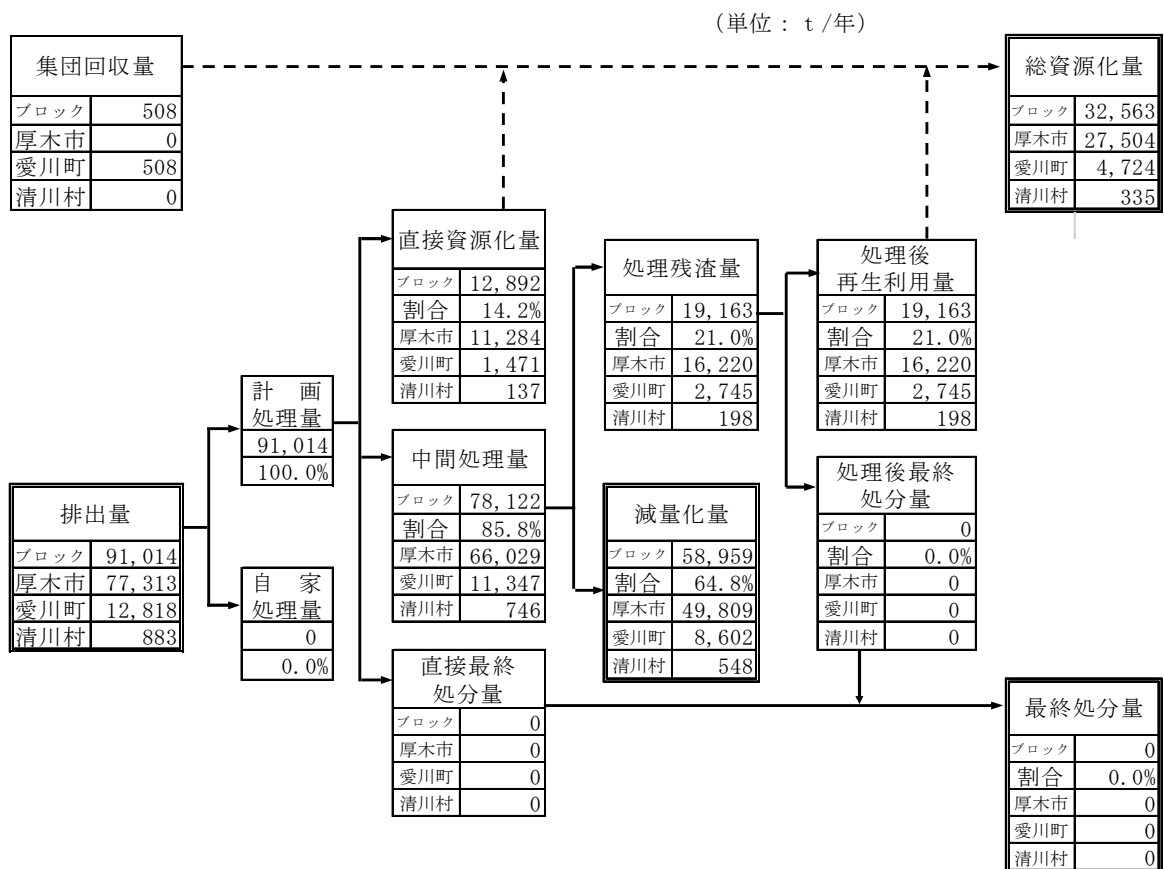 (単位：ｔ/年)
集団回収量
ブロック 508
厚木市 0
愛川町 508
清川村 0
総資源化量
ブロック 32,563
厚木市 27,504
愛川町 4,724
清川村 335
直接資源化量
ブロック 12,892
割合 14.2%
厚木市 11,284
愛川町 1,471
清川村 137
処理残渣量
ブロック 19,163
割合 21.0%
厚木市 16,220
愛川町 2,745
清川村 198
処理後
再生利用量
ブロック 19,163
割合 21.0%
厚木市 16,220
愛川町 2,745
清川村 198
計　画
処理量
91,014
100.0%
中間処理量
ブロック 78,122
割合 85.8%
厚木市 66,029
愛川町 11,347
清川村 746
処理後最終
処分量
ブロック 0
割合 0.0%
厚木市 0
愛川町 0
清川村 0
排出量
ブロック 91,014
厚木市 77,313
愛川町 12,818
清川村 883
減量化量
ブロック 58,959
割合 64.8%
厚木市 49,809
愛川町 8,602
清川村 548
自　家
処理量
0
0.0%
直接最終
処分量
ブロック 0
厚木市 0
愛川町 0
清川村 0
最終処分量
ブロック 0
割合 0.0%
厚木市 0
愛川町 0
清川村 0